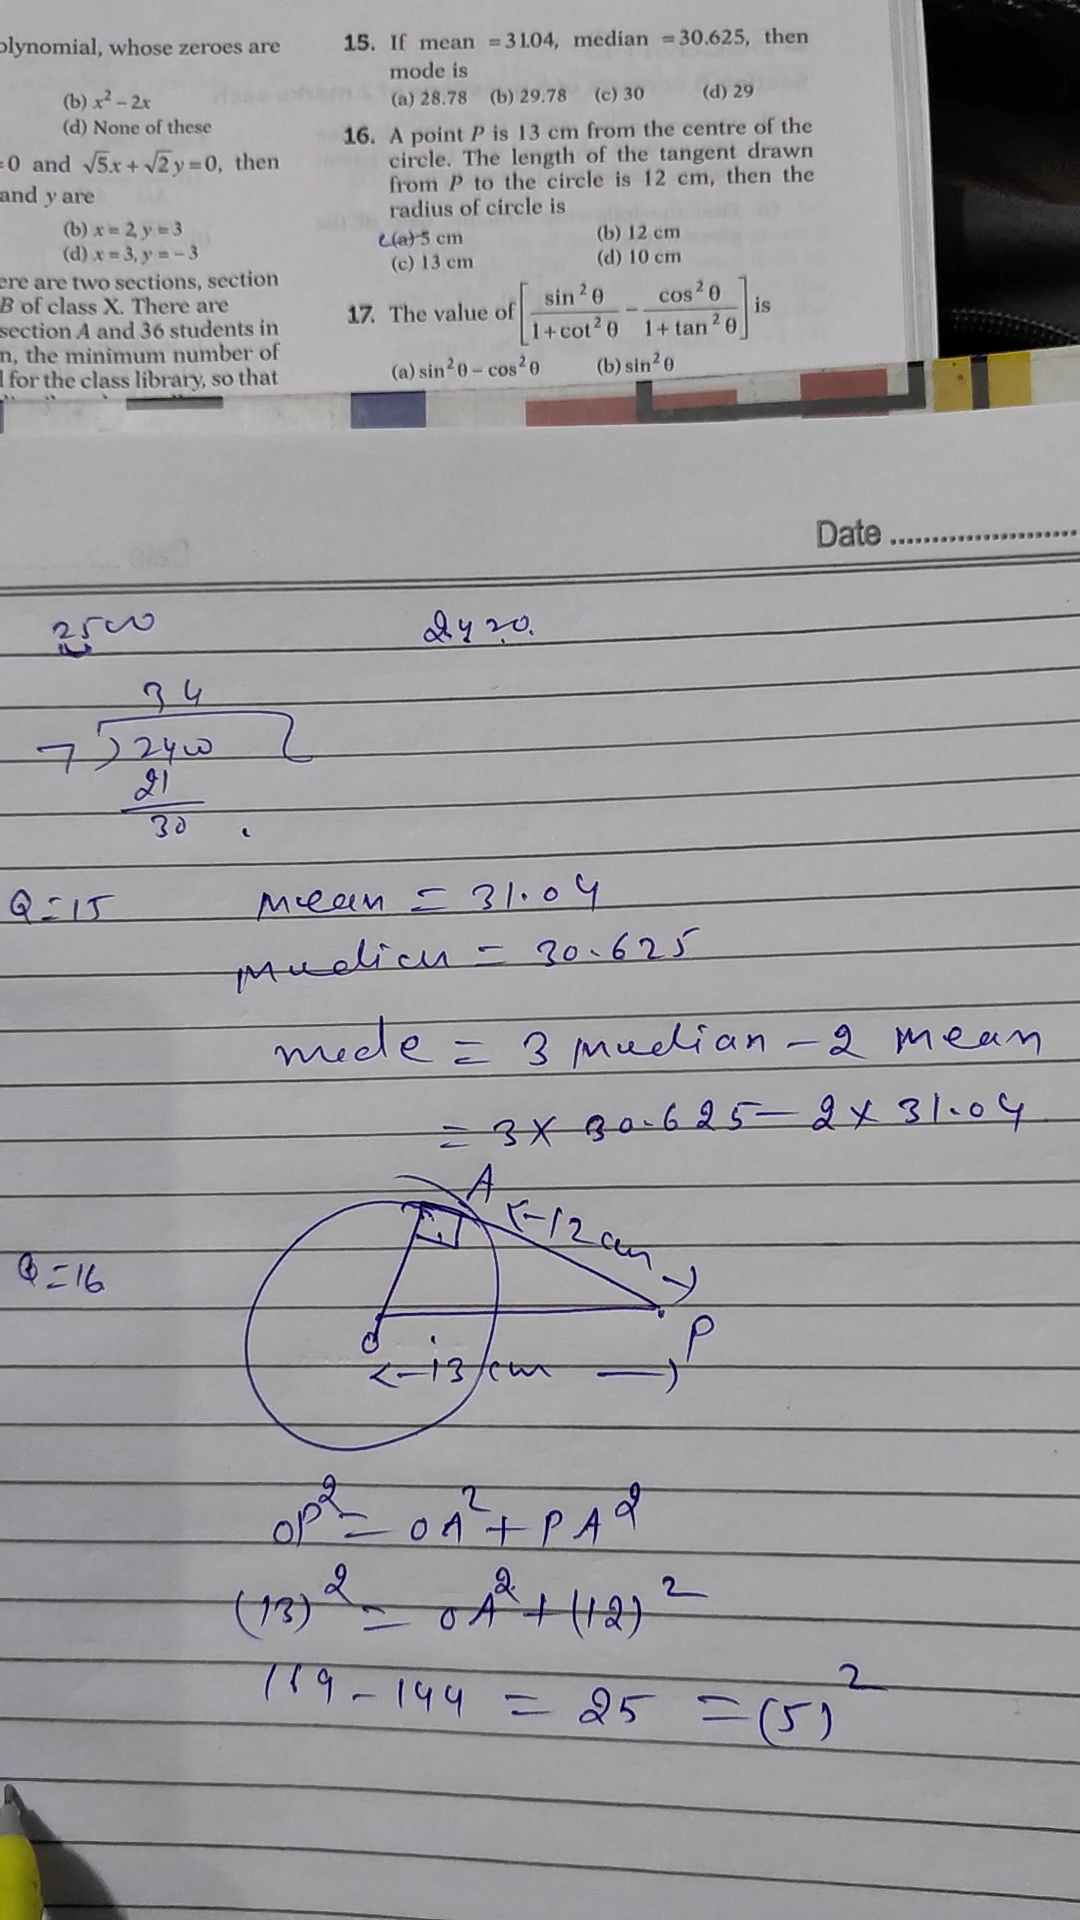 olynomial, whose zeroes are
(b) x² – 2x
(d) None of these
=0 and √5x + √2y = 0, then
and y are
(b) x = 2, y = 3
(d) x = 3, y = – 3
ere are two sections, section
B of class X. There are
section A and 36 students in
n, the minimum number of
l for the class library, so that
15. If mean = 31.04, median = 30.625, then
mode is
(a) 28.78 (b) 29.78 (c) 30 (d) 29
16. A point P is 13 cm from the centre of the
circle. The length of the tangent drawn
from P to the circle is 12 cm, then the
radius of circle is
(a) 5 cm (b) 12 cm
(c) 13 cm (d) 10 cm
17. The value of [sin²θ/(1+cot²θ) – cos²θ/(1+tan²θ)] is
(a) sin²θ – cos²θ (b) sin²θ
Date
2500
34
7 ) 2400
21
30
Q=15 mean = 31.04
median = 30.625
mode = 3 median – 2 mean
= 3 × 30.625 – 2 × 31.04
A
12 cm
Q=16
O
P
13 cm
OP² = OA² + PA²
(13)² = OA² + (12)²
169 – 144 = 25 = (5)²